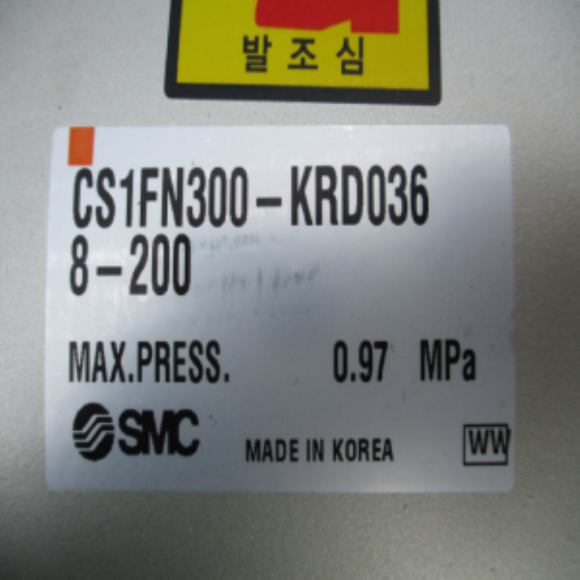 발조심
CS1FN300-KRD036
8-200
MAX.PRESS. 0.97 MPa
SMC MADE IN KOREA WW